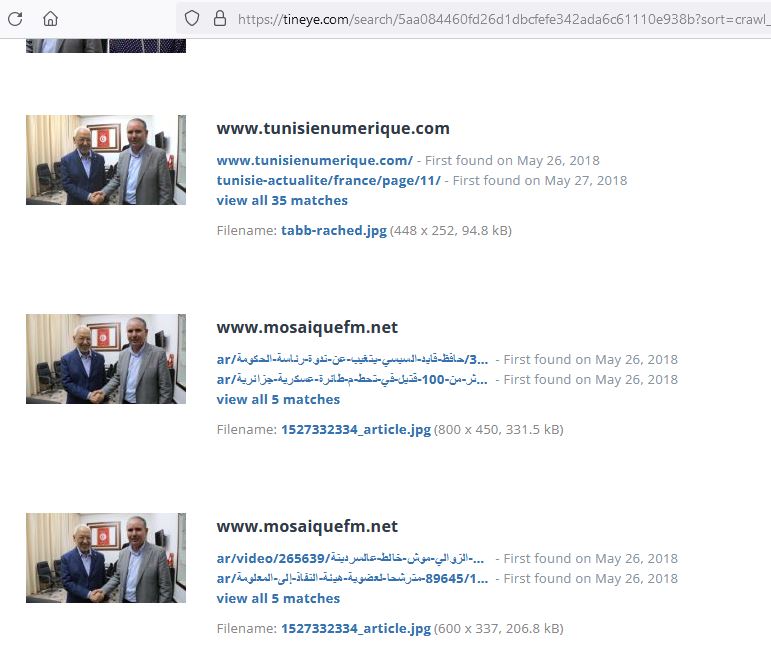 https://tineye.com/search/5aa084460fd26d1dbcfefe342ada6c61110e938b?sort=crawl_
www.tunisienumerique.com
www.tunisienumerique.com/ - First found on May 26, 2018
tunisie-actualite/france/page/11/ - First found on May 27, 2018
view all 35 matches
Filename: tabb-rached.jpg (448 x 252, 94.8 kB)
www.mosaiquefm.net
ar/حافظ-قايد-السبسي-يتغيب-عن-ندوة-رئاسة-الحكومة/3... - First found on May 26, 2018
ar/ثر-من-100-قتيل-في-تحطم-طائرة-عسكرية-جزائرية... - First found on May 26, 2018
view all 5 matches
Filename: 1527332334_article.jpg (800 x 450, 331.5 kB)
www.mosaiquefm.net
ar/video/265639/الزوالي-موش-خالط-عالسردينة-... - First found on May 26, 2018
ar/مترشحا-لعضوية-هيئة-النفاذ-إلى-المعلومة-89645/1... - First found on May 26, 2018
view all 5 matches
Filename: 1527332334_article.jpg (600 x 337, 206.8 kB)